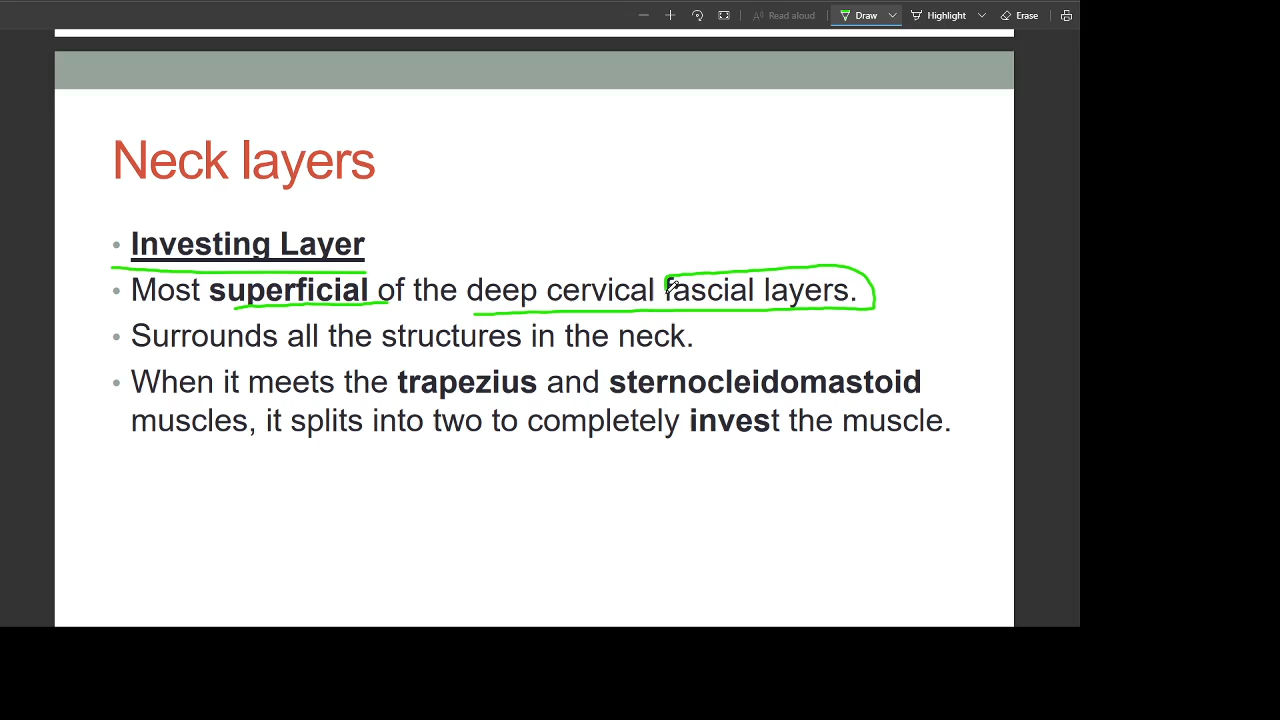 Read aloud Draw Highlight Erase
Neck layers
• Investing Layer
• Most superficial of the deep cervical fascial layers.
• Surrounds all the structures in the neck.
• When it meets the trapezius and sternocleidomastoid
muscles, it splits into two to completely invest the muscle.